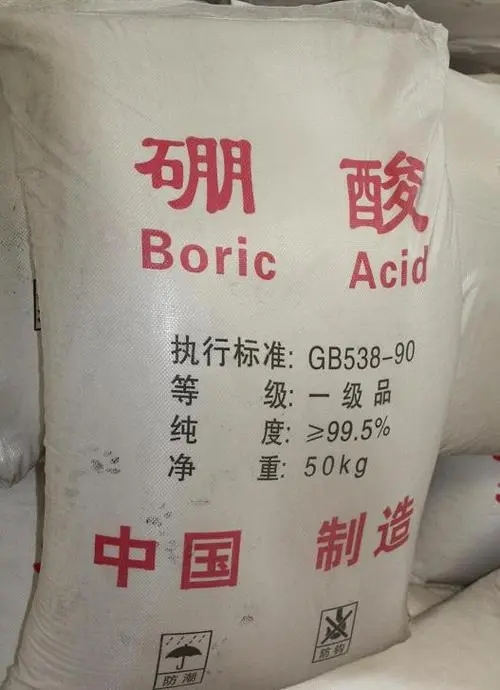 硼 酸
Boric Acid
执行标准: GB538-90
等 级: 一级品
纯 度: ≥99.5%
净 重: 50kg
中国 制造
防潮 防钩